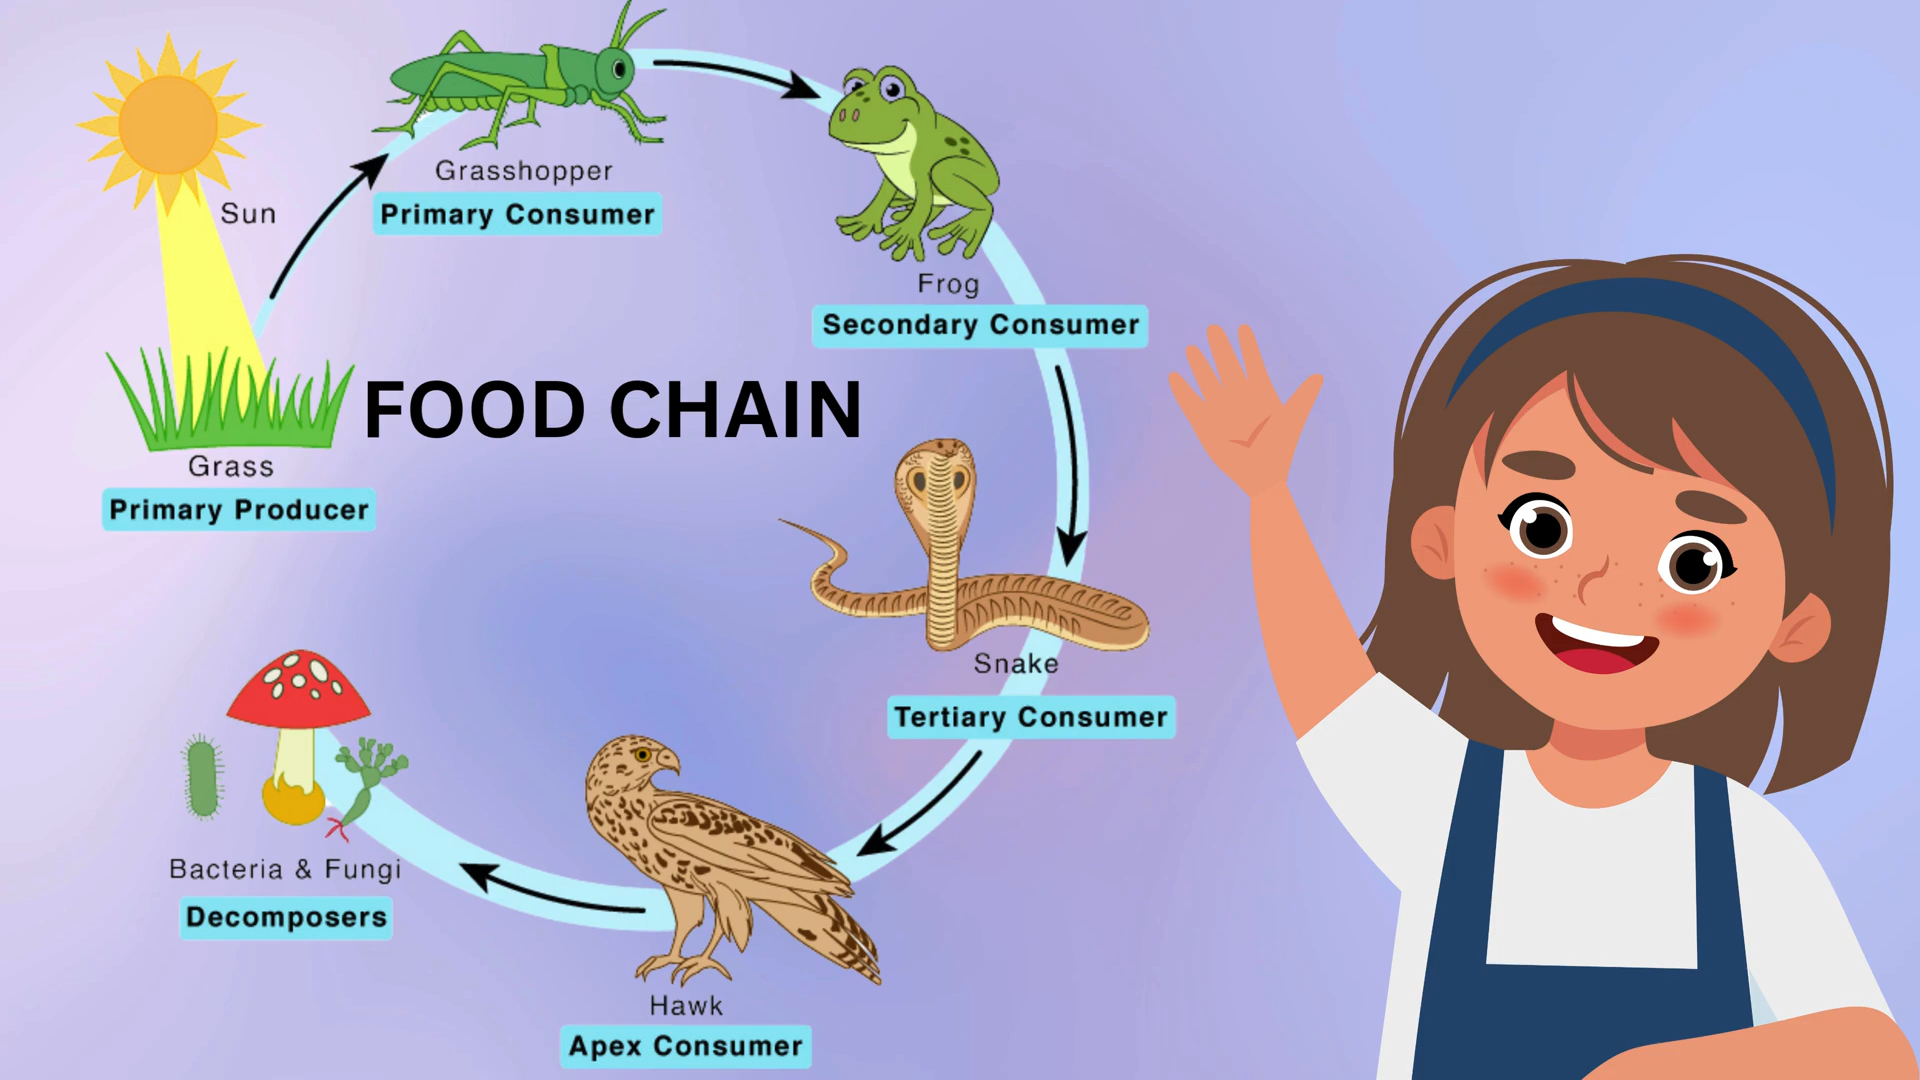 Sun
Grasshopper
Primary Consumer
Frog
Secondary Consumer
FOOD CHAIN
Grass
Primary Producer
Snake
Tertiary Consumer
Bacteria & Fungi
Decomposers
Hawk
Apex Consumer